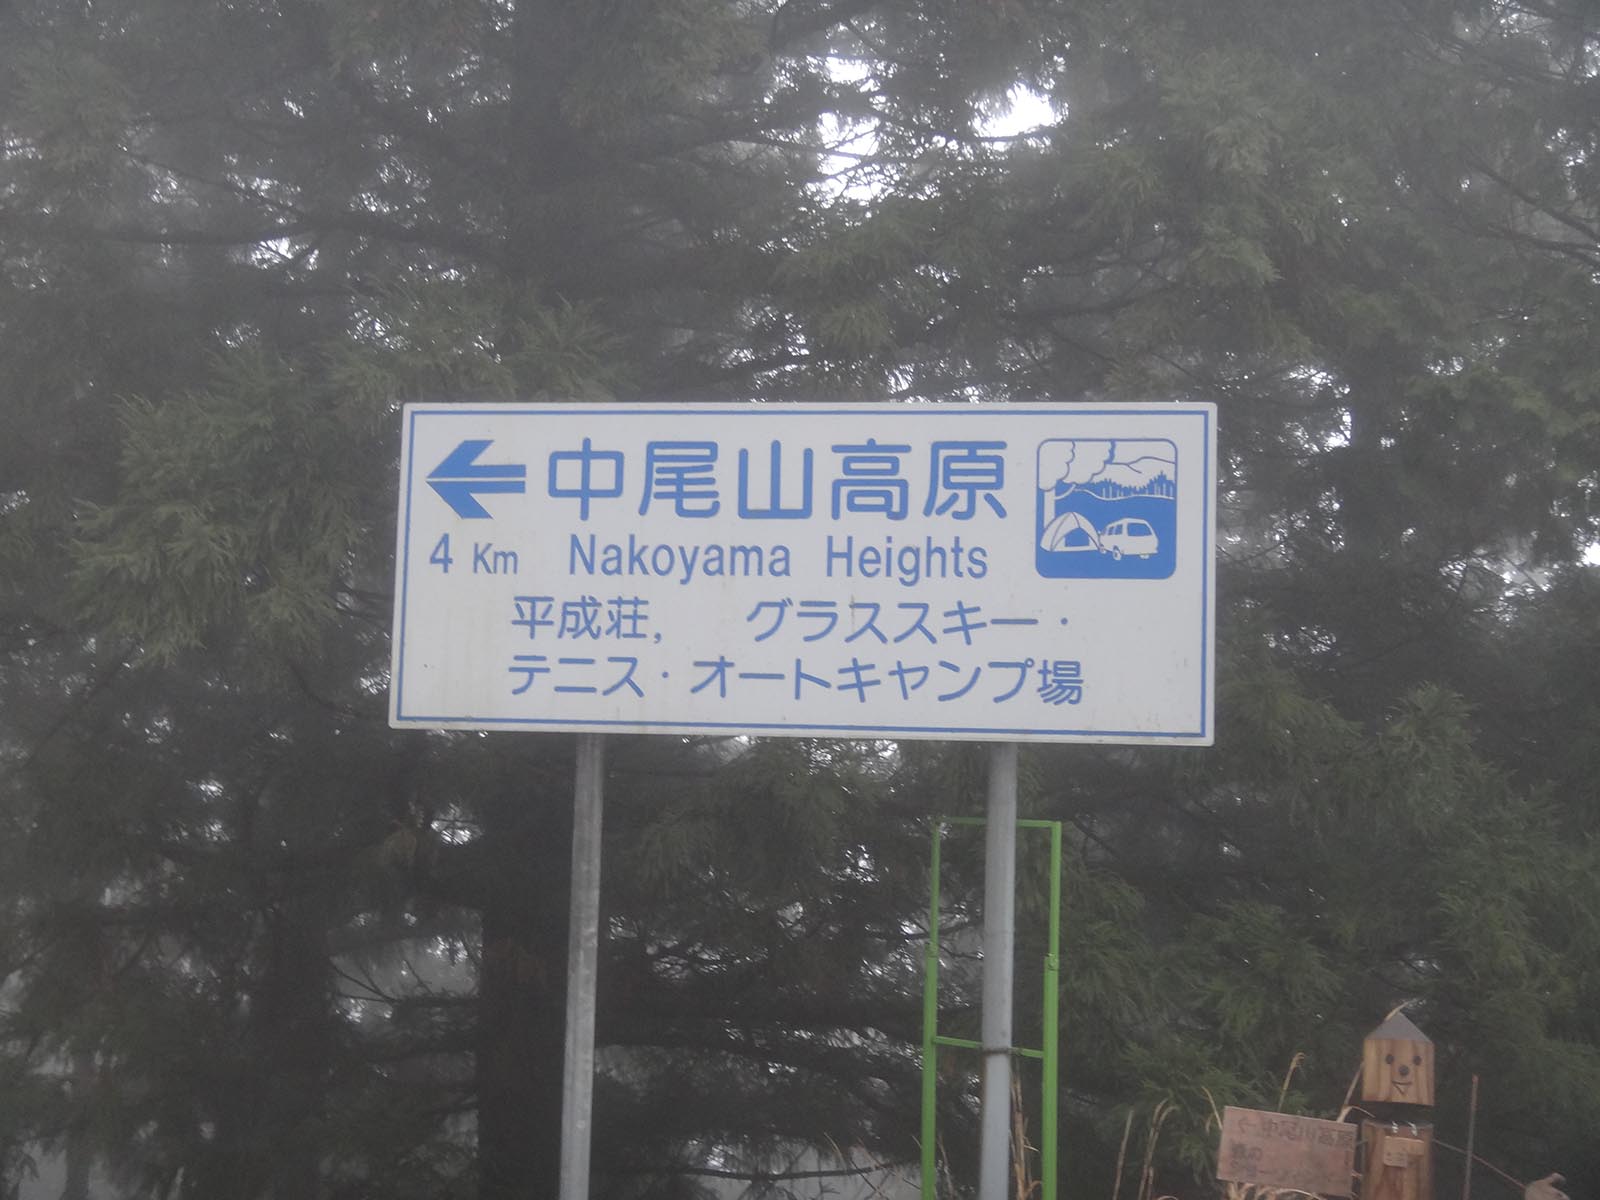 中尾山高原
4 Km Nakoyama Heights
平成荘, グラススキー・
テニス・オートキャンプ場
←中尾山高原